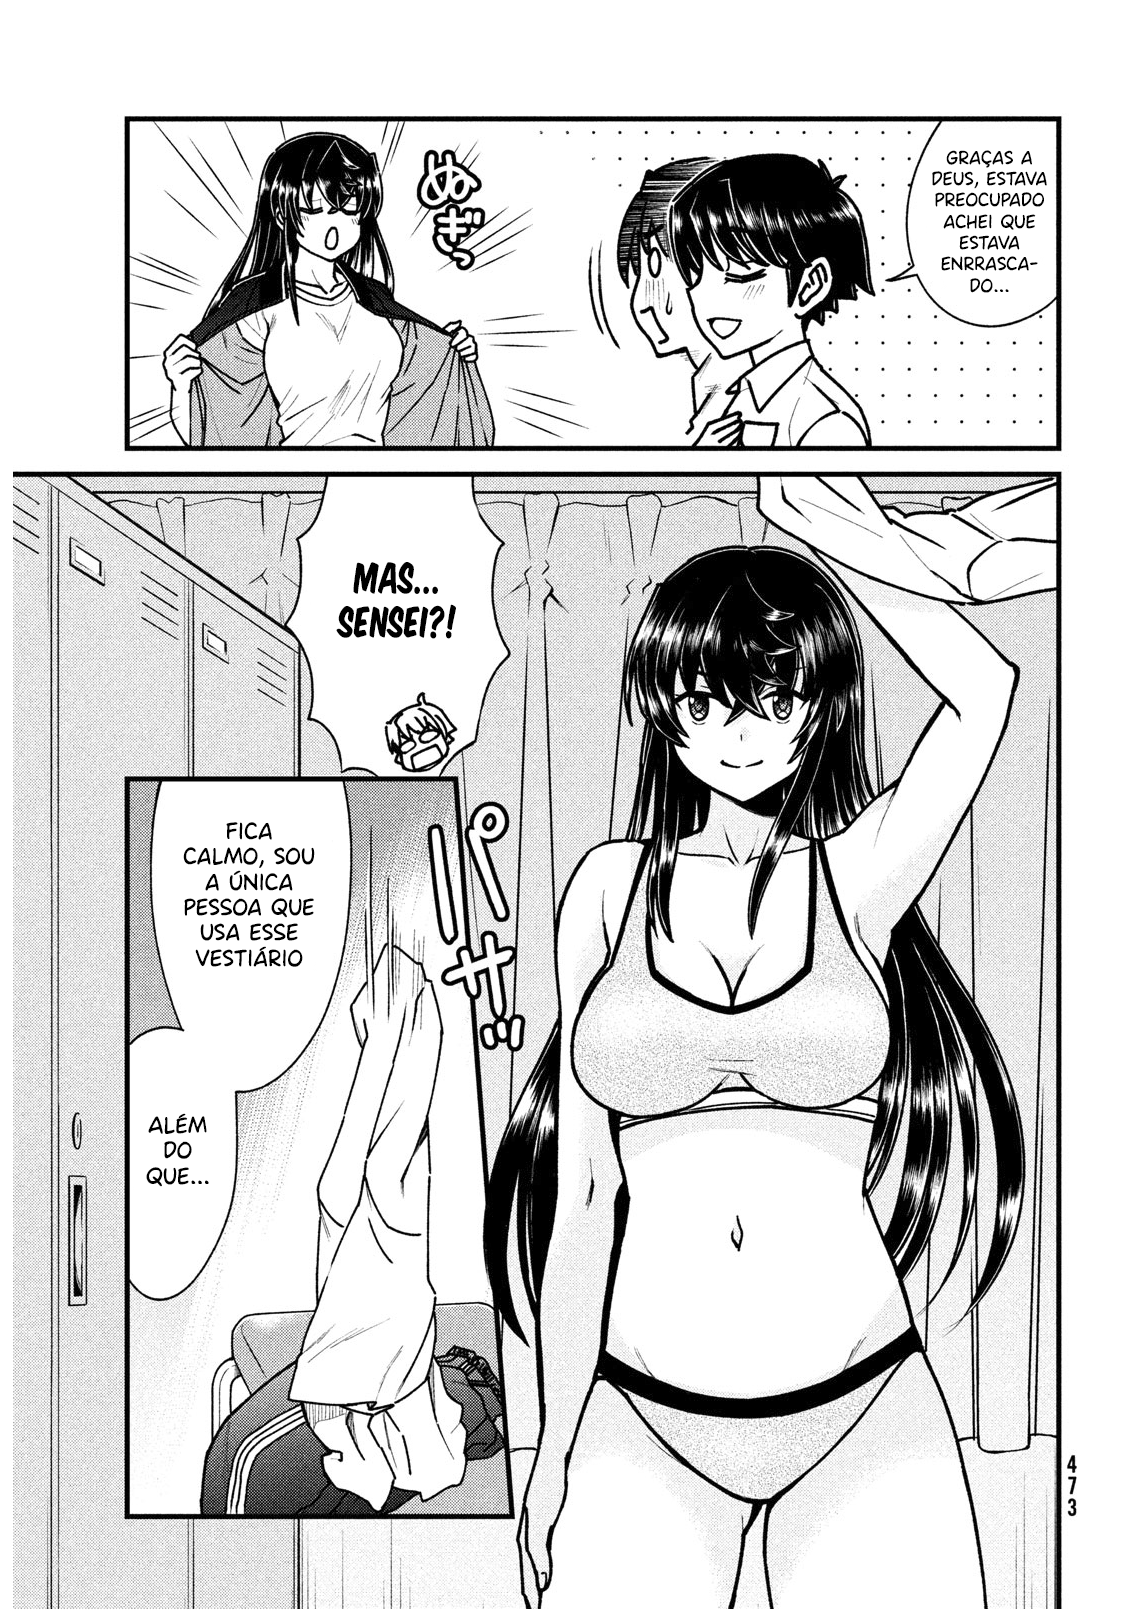 GRAÇAS A
DEUS, ESTAVA
PREOCUPADO
ACHEI QUE
ESTAVA
ENRRASCA-
DO...
ぬぎっ
MAS...
SENSEI?!
パサッ
FICA
CALMO, SOU
A ÚNICA
PESSOA QUE
USA ESSE
VESTIÁRIO
ALÉM
DO
QUE...
473